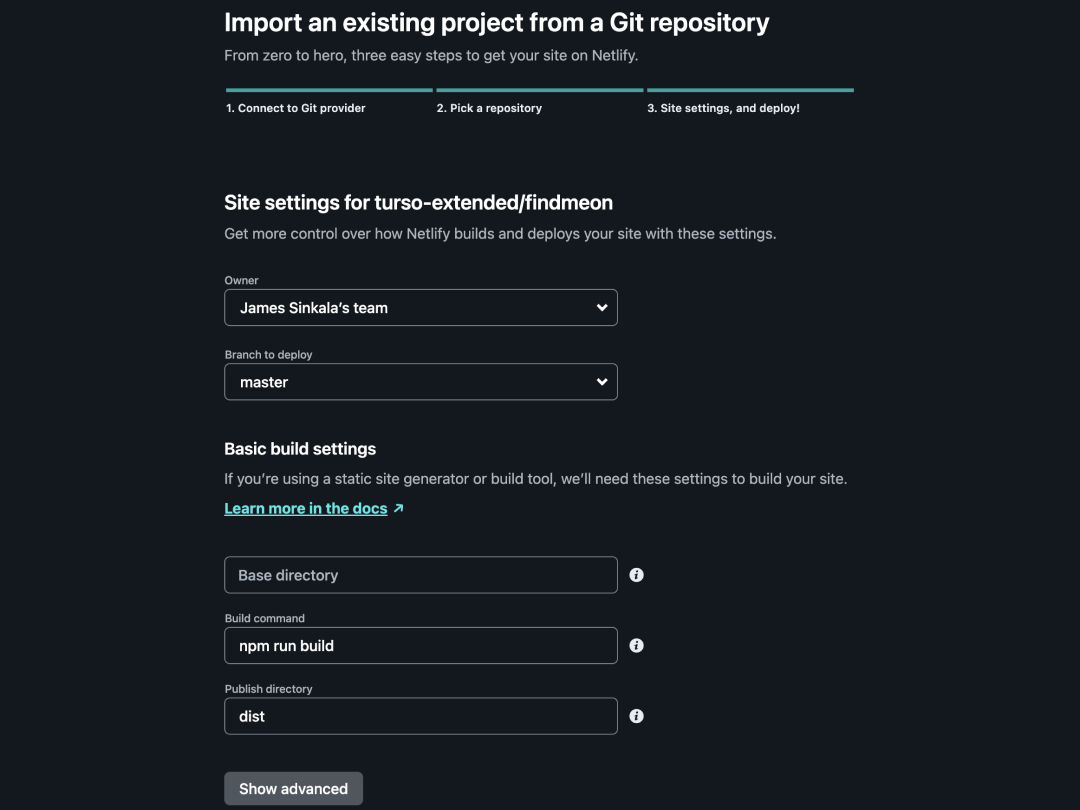 Import an existing project from a Git repository
From zero to hero, three easy steps to get your site on Netlify.
1. Connect to Git provider
2. Pick a repository
3. Site settings, and deploy!
Site settings for turso-extended/findmeon
Get more control over how Netlify builds and deploys your site with these settings.
Owner
James Sinkala’s team
Branch to deploy
master
Basic build settings
If you’re using a static site generator or build tool, we’ll need these settings to build your site.
Learn more in the docs
Base directory
Build command
npm run build
Publish directory
dist
Show advanced